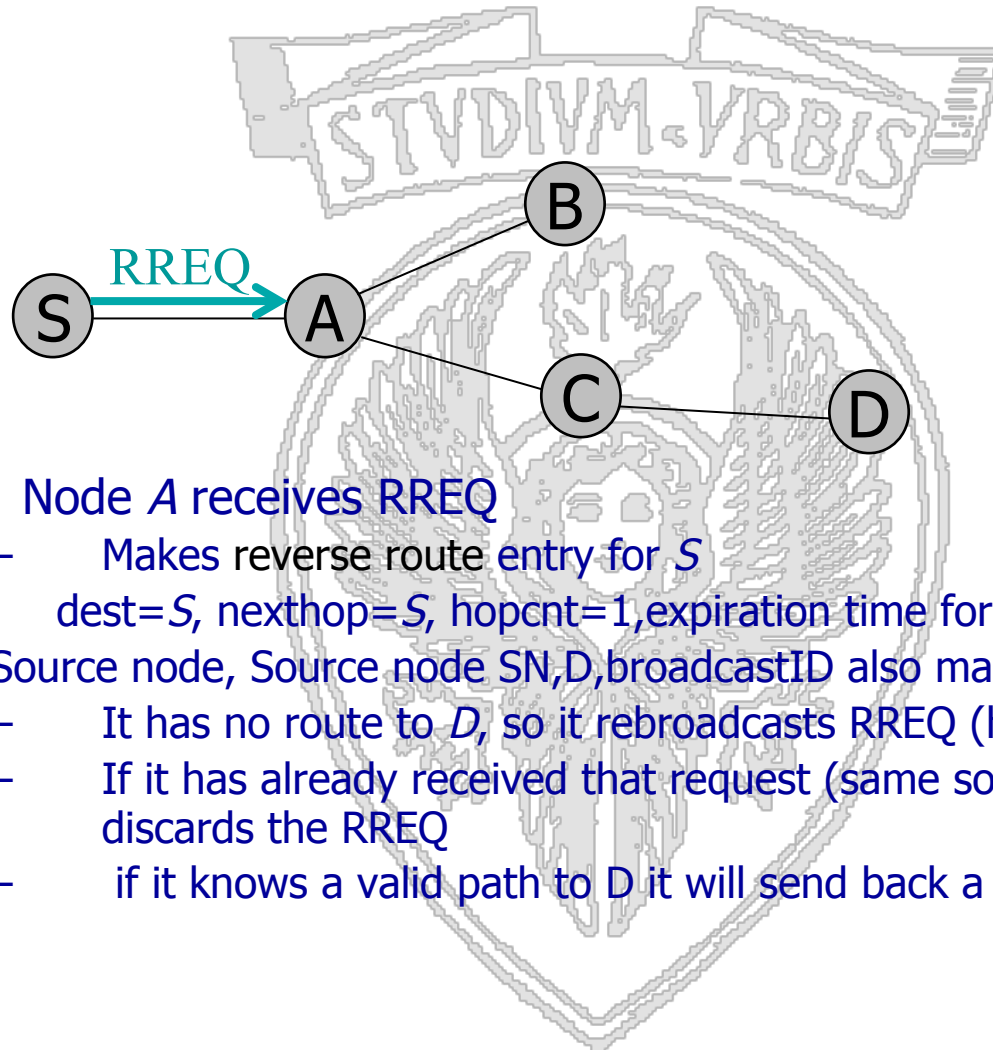 STVDIVM VRBIS
B
RREQ
S
A
C
D
Node A receives RREQ
– Makes reverse route entry for S
dest=S, nexthop=S, hopcnt=1,expiration time for
Source node, Source node SN,D,broadcastID also ma
– It has no route to D, so it rebroadcasts RREQ (h
– If it has already received that request (same so
discards the RREQ
– if it knows a valid path to D it will send back a